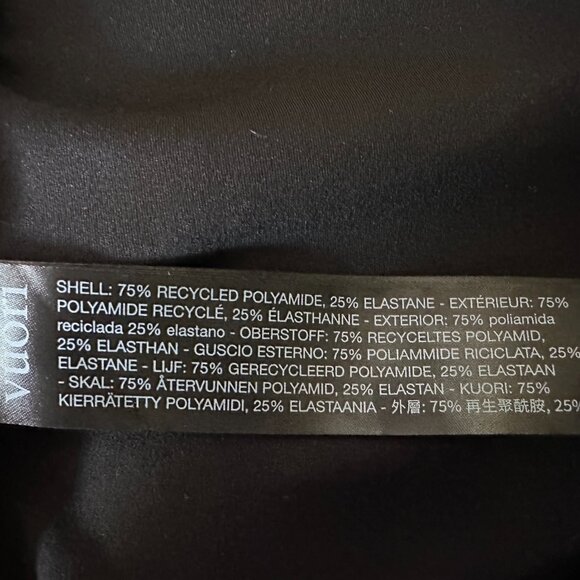 vuori
SHELL: 75% RECYCLED POLYAMIDE, 25% ELASTANE - EXTÉRIEUR: 75%
POLYAMIDE RECYCLÉ, 25% ÉLASTHANNE - EXTERIOR: 75% poliamida
reciclada 25% elastano - OBERSTOFF: 75% RECYCELTES POLYAMID,
25% ELASTHAN - GUSCIO ESTERNO: 75% POLIAMMIDE RICICLATA, 25%
ELASTANE - LIJF: 75% GERECYCLEERD POLYAMIDE, 25% ELASTAAN
- SKAL: 75% ÅTERVUNNEN POLYAMID, 25% ELASTAN - KUORI: 75%
KIERRÄTETTY POLYAMIDI, 25% ELASTAANIA - 外層: 75% 再生聚酰胺, 25%